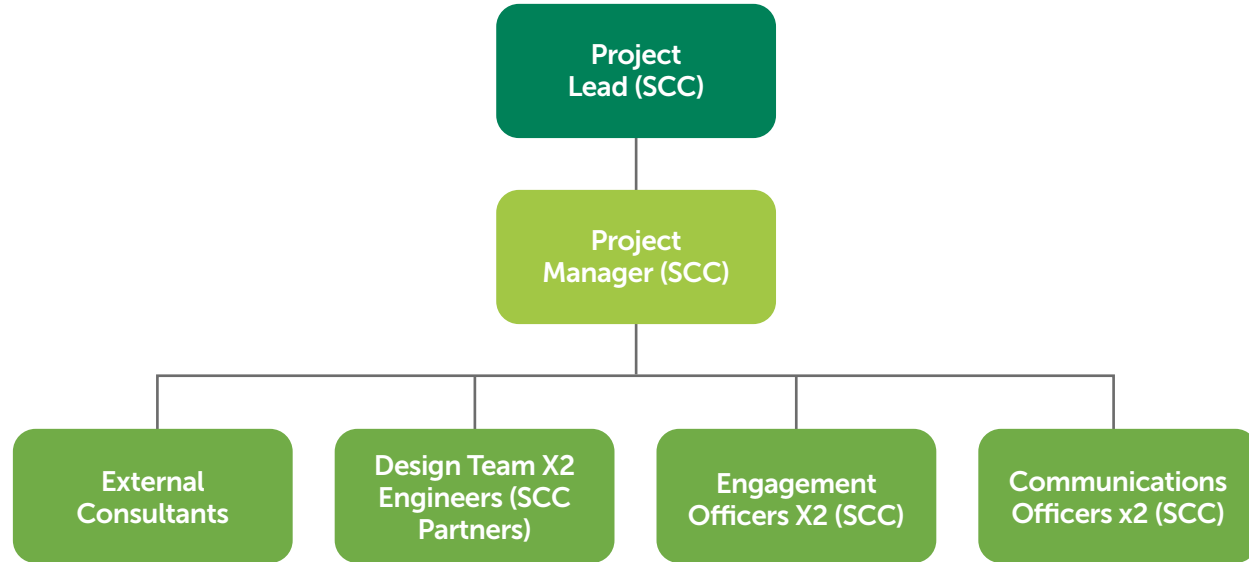 Project
Lead (SCC)
Project
Manager (SCC)
External
Consultants
Design Team X2
Engineers (SCC
Partners)
Engagement
Officers X2 (SCC)
Communications
Officers x2 (SCC)